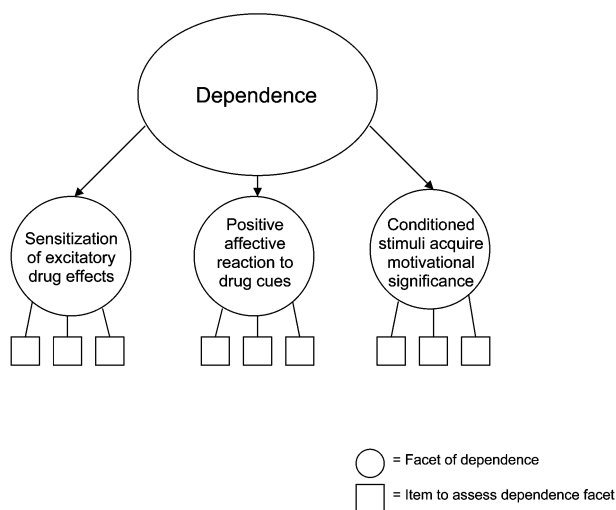 Dependence
Sensitization
of excitatory
drug effects
Positive
affective
reaction to
drug cues
Conditioned
stimuli acquire
motivational
significance
= Facet of dependence
= Item to assess dependence facet